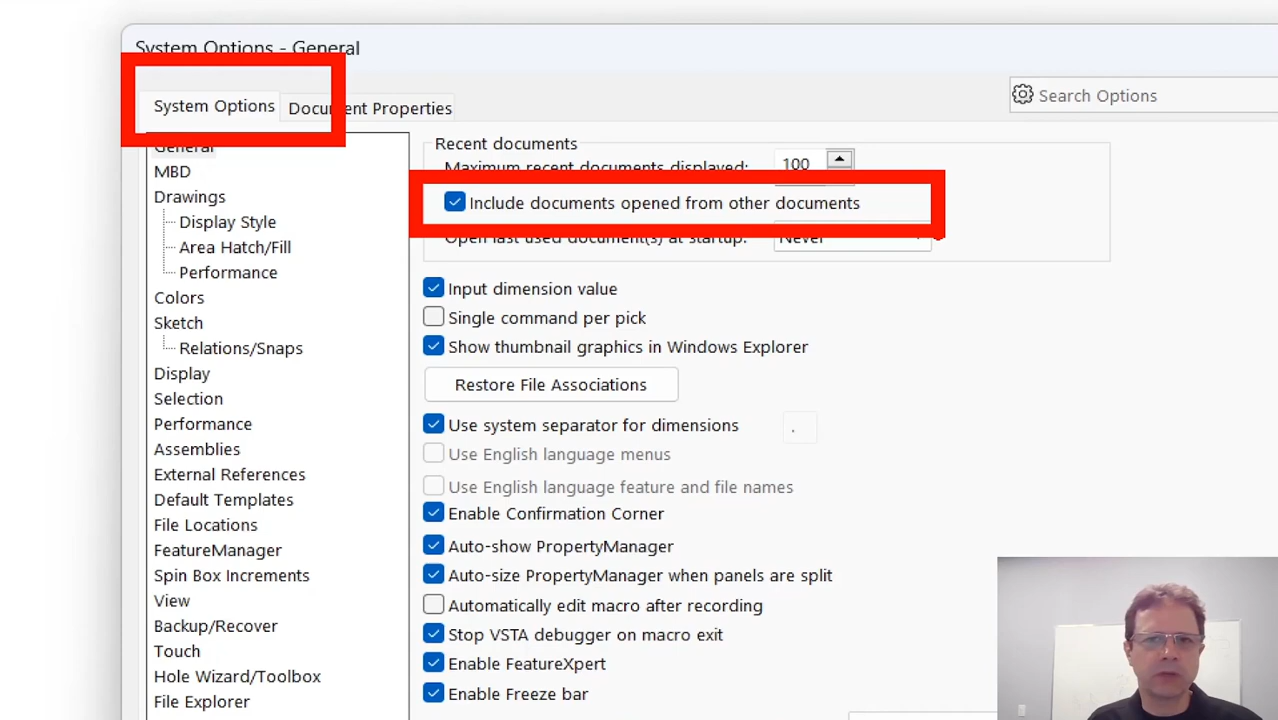 System Options - General
System Options
Document Properties
Search Options
General
MBD
Drawings
Display Style
Area Hatch/Fill
Performance
Colors
Sketch
Relations/Snaps
Display
Selection
Performance
Assemblies
External References
Default Templates
File Locations
FeatureManager
Spin Box Increments
View
Backup/Recover
Touch
Hole Wizard/Toolbox
File Explorer
Recent documents
Maximum recent documents displayed: 100
Include documents opened from other documents
Open last used document(s) at startup: Never
Input dimension value
Single command per pick
Show thumbnail graphics in Windows Explorer
Restore File Associations
Use system separator for dimensions .
Use English language menus
Use English language feature and file names
Enable Confirmation Corner
Auto-show PropertyManager
Auto-size PropertyManager when panels are split
Automatically edit macro after recording
Stop VSTA debugger on macro exit
Enable FeatureXpert
Enable Freeze bar